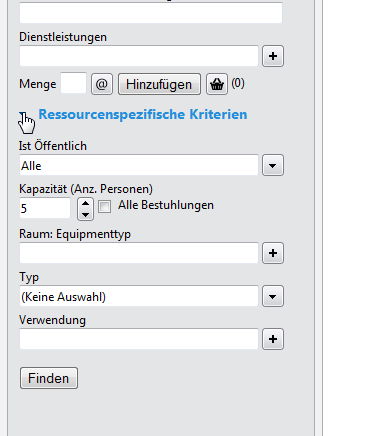 Dienstleistungen
Menge @ Hinzufügen (0)
Ressourcenspezifische Kriterien
Ist Öffentlich
Alle
Kapazität (Anz. Personen)
5 Alle Bestuhlungen
Raum: Equipmenttyp
Typ
(Keine Auswahl)
Verwendung
Finden